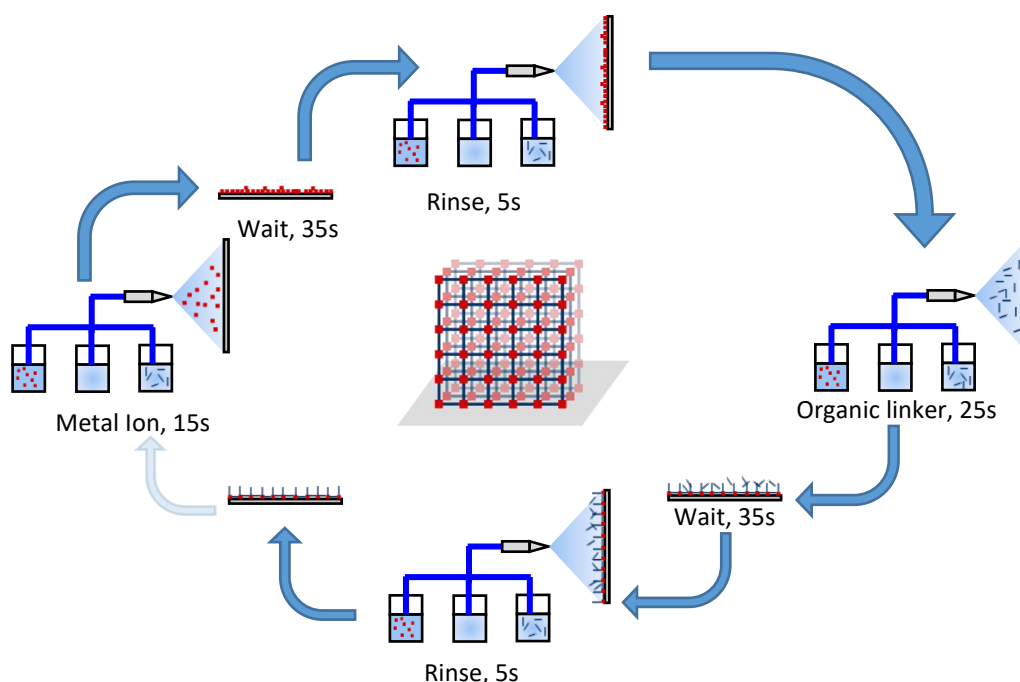 Rinse, 5s
Wait, 35s
Metal Ion, 15s
Organic linker, 25s
Wait, 35s
Rinse, 5s